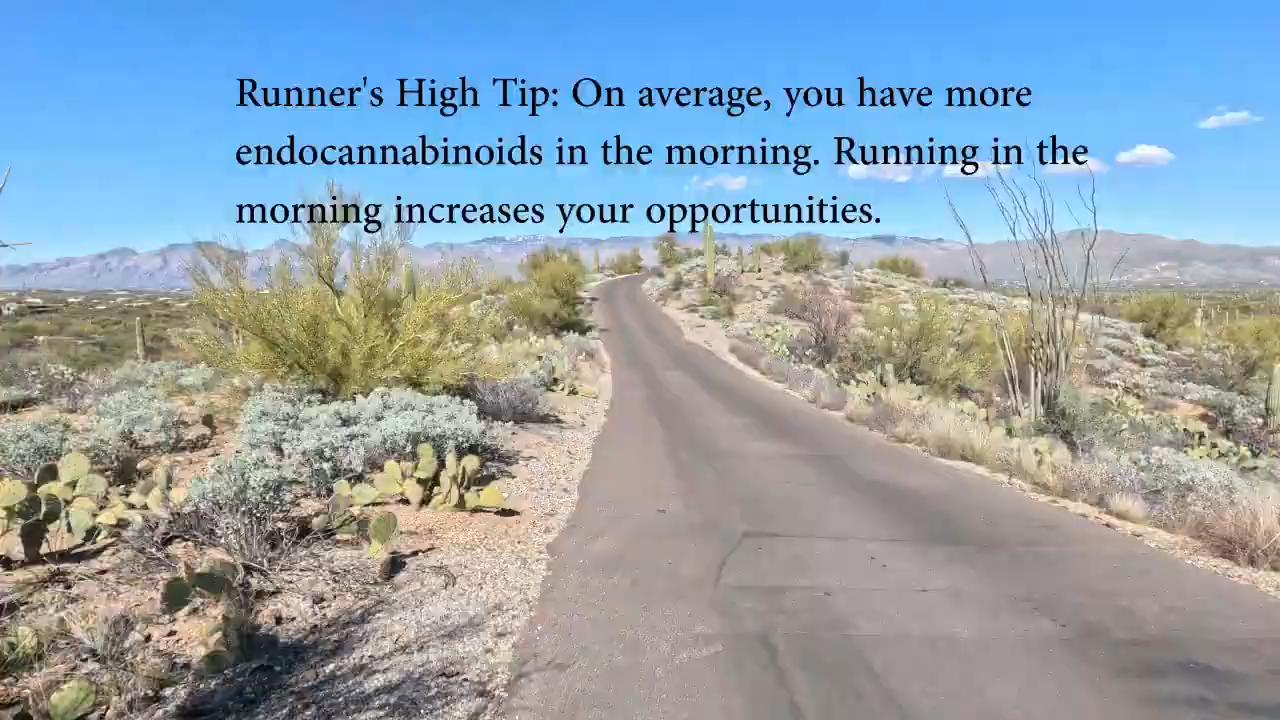 Runner's High Tip: On average, you have more
endocannabinoids in the morning. Running in the
morning increases your opportunities.